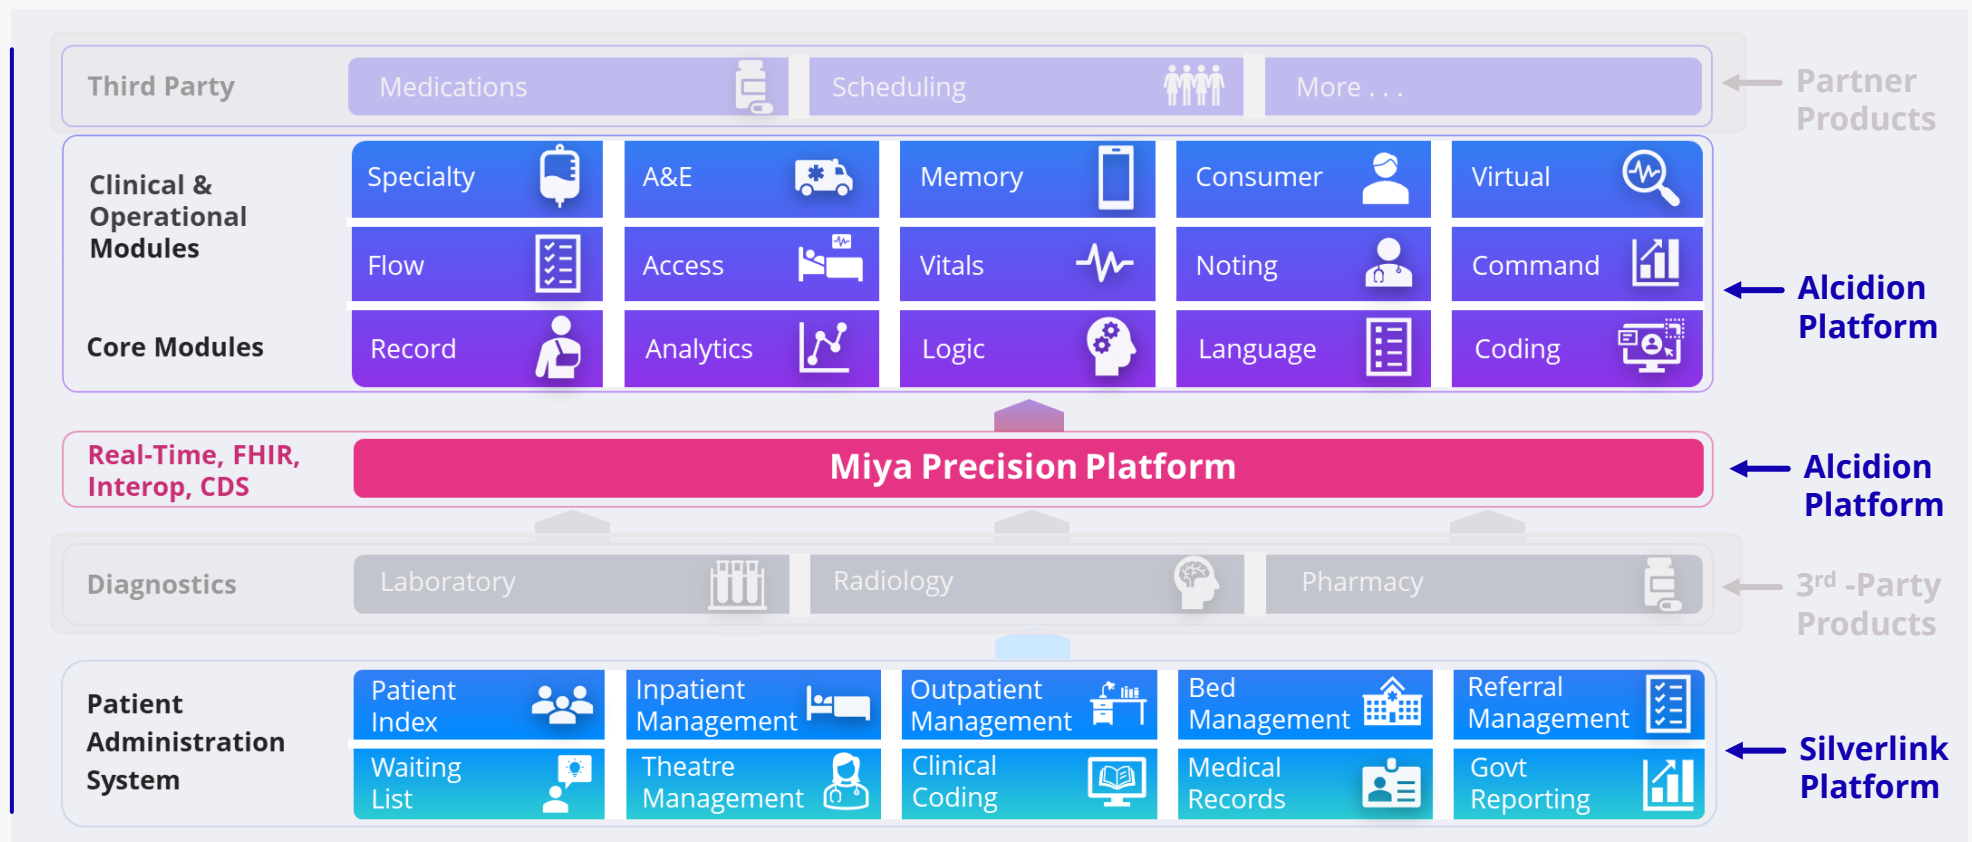 Third Party
Medications
Scheduling
More . . .
Partner
Products
Clinical &
Operational
Modules
Specialty
A&E
Memory
Consumer
Virtual
Flow
Access
Vitals
Noting
Command
Alcidion
Platform
Core Modules
Record
Analytics
Logic
Language
Coding
Real-Time, FHIR,
Interop, CDS
Miya Precision Platform
Alcidion
Platform
Diagnostics
Laboratory
Radiology
Pharmacy
3rd -Party
Products
Patient
Administration
System
Patient
Index
Inpatient
Management
Outpatient
Management
Bed
Management
Referral
Management
Waiting
List
Theatre
Management
Clinical
Coding
Medical
Records
Govt
Reporting
Silverlink
Platform